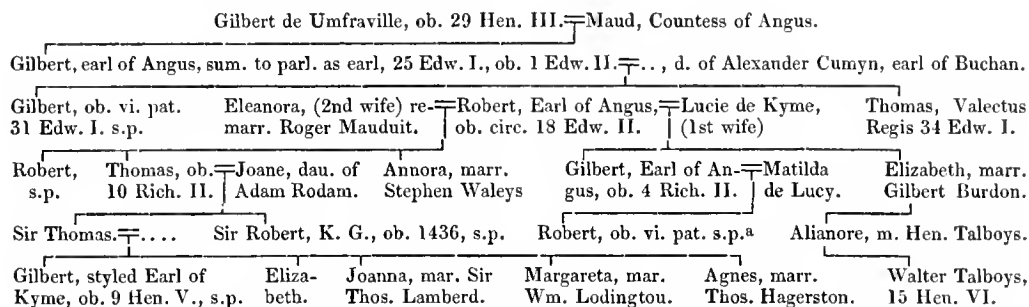 Gilbert de Umfraville, ob. 29 Hen. III.=Maud, Countess of Angus.
Gilbert, earl of Angus, sum. to parl. as earl, 25 Edw. I., ob. 1 Edw. II.=.., d. of Alexander Cumyn, earl of Buchan.
Gilbert, ob. vi. pat. Eleanora, (2nd wife) re-=Robert, Earl of Angus,=Lucie de Kyme, Thomas, Valectus
31 Edw. I. s.p. marr. Roger Mauduit. ob. circ. 18 Edw. II. (1st wife) Regis 34 Edw. I.
Robert, Thomas, ob.=Joane, dau. of Annora, marr. Gilbert, Earl of An-=Matilda Elizabeth, marr.
s.p. 10 Rich. II. Adam Rodam. Stephen Waleys gus, ob. 4 Rich. II. de Lucy. Gilbert Burdon.
Sir Thomas.=.... Sir Robert, K. G., ob. 1436, s.p. Robert, ob. vi. pat. s.p.a Alianore, m. Hen. Talboys.
Gilbert, styled Earl of Eliza- Joanna, mar. Sir Margareta, mar. Agnes, marr. Walter Talboys,
Kyme, ob. 9 Hen. V., s.p. beth. Thos. Lamberd. Wm. Lodingtou. Thos. Hagerston. 15 Hen. VI.